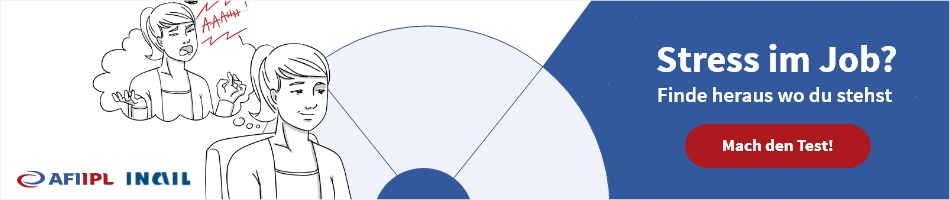 AAAHH!
Stress im Job?
Finde heraus wo du stehst
Mach den Test!
AFIIPL INAIL